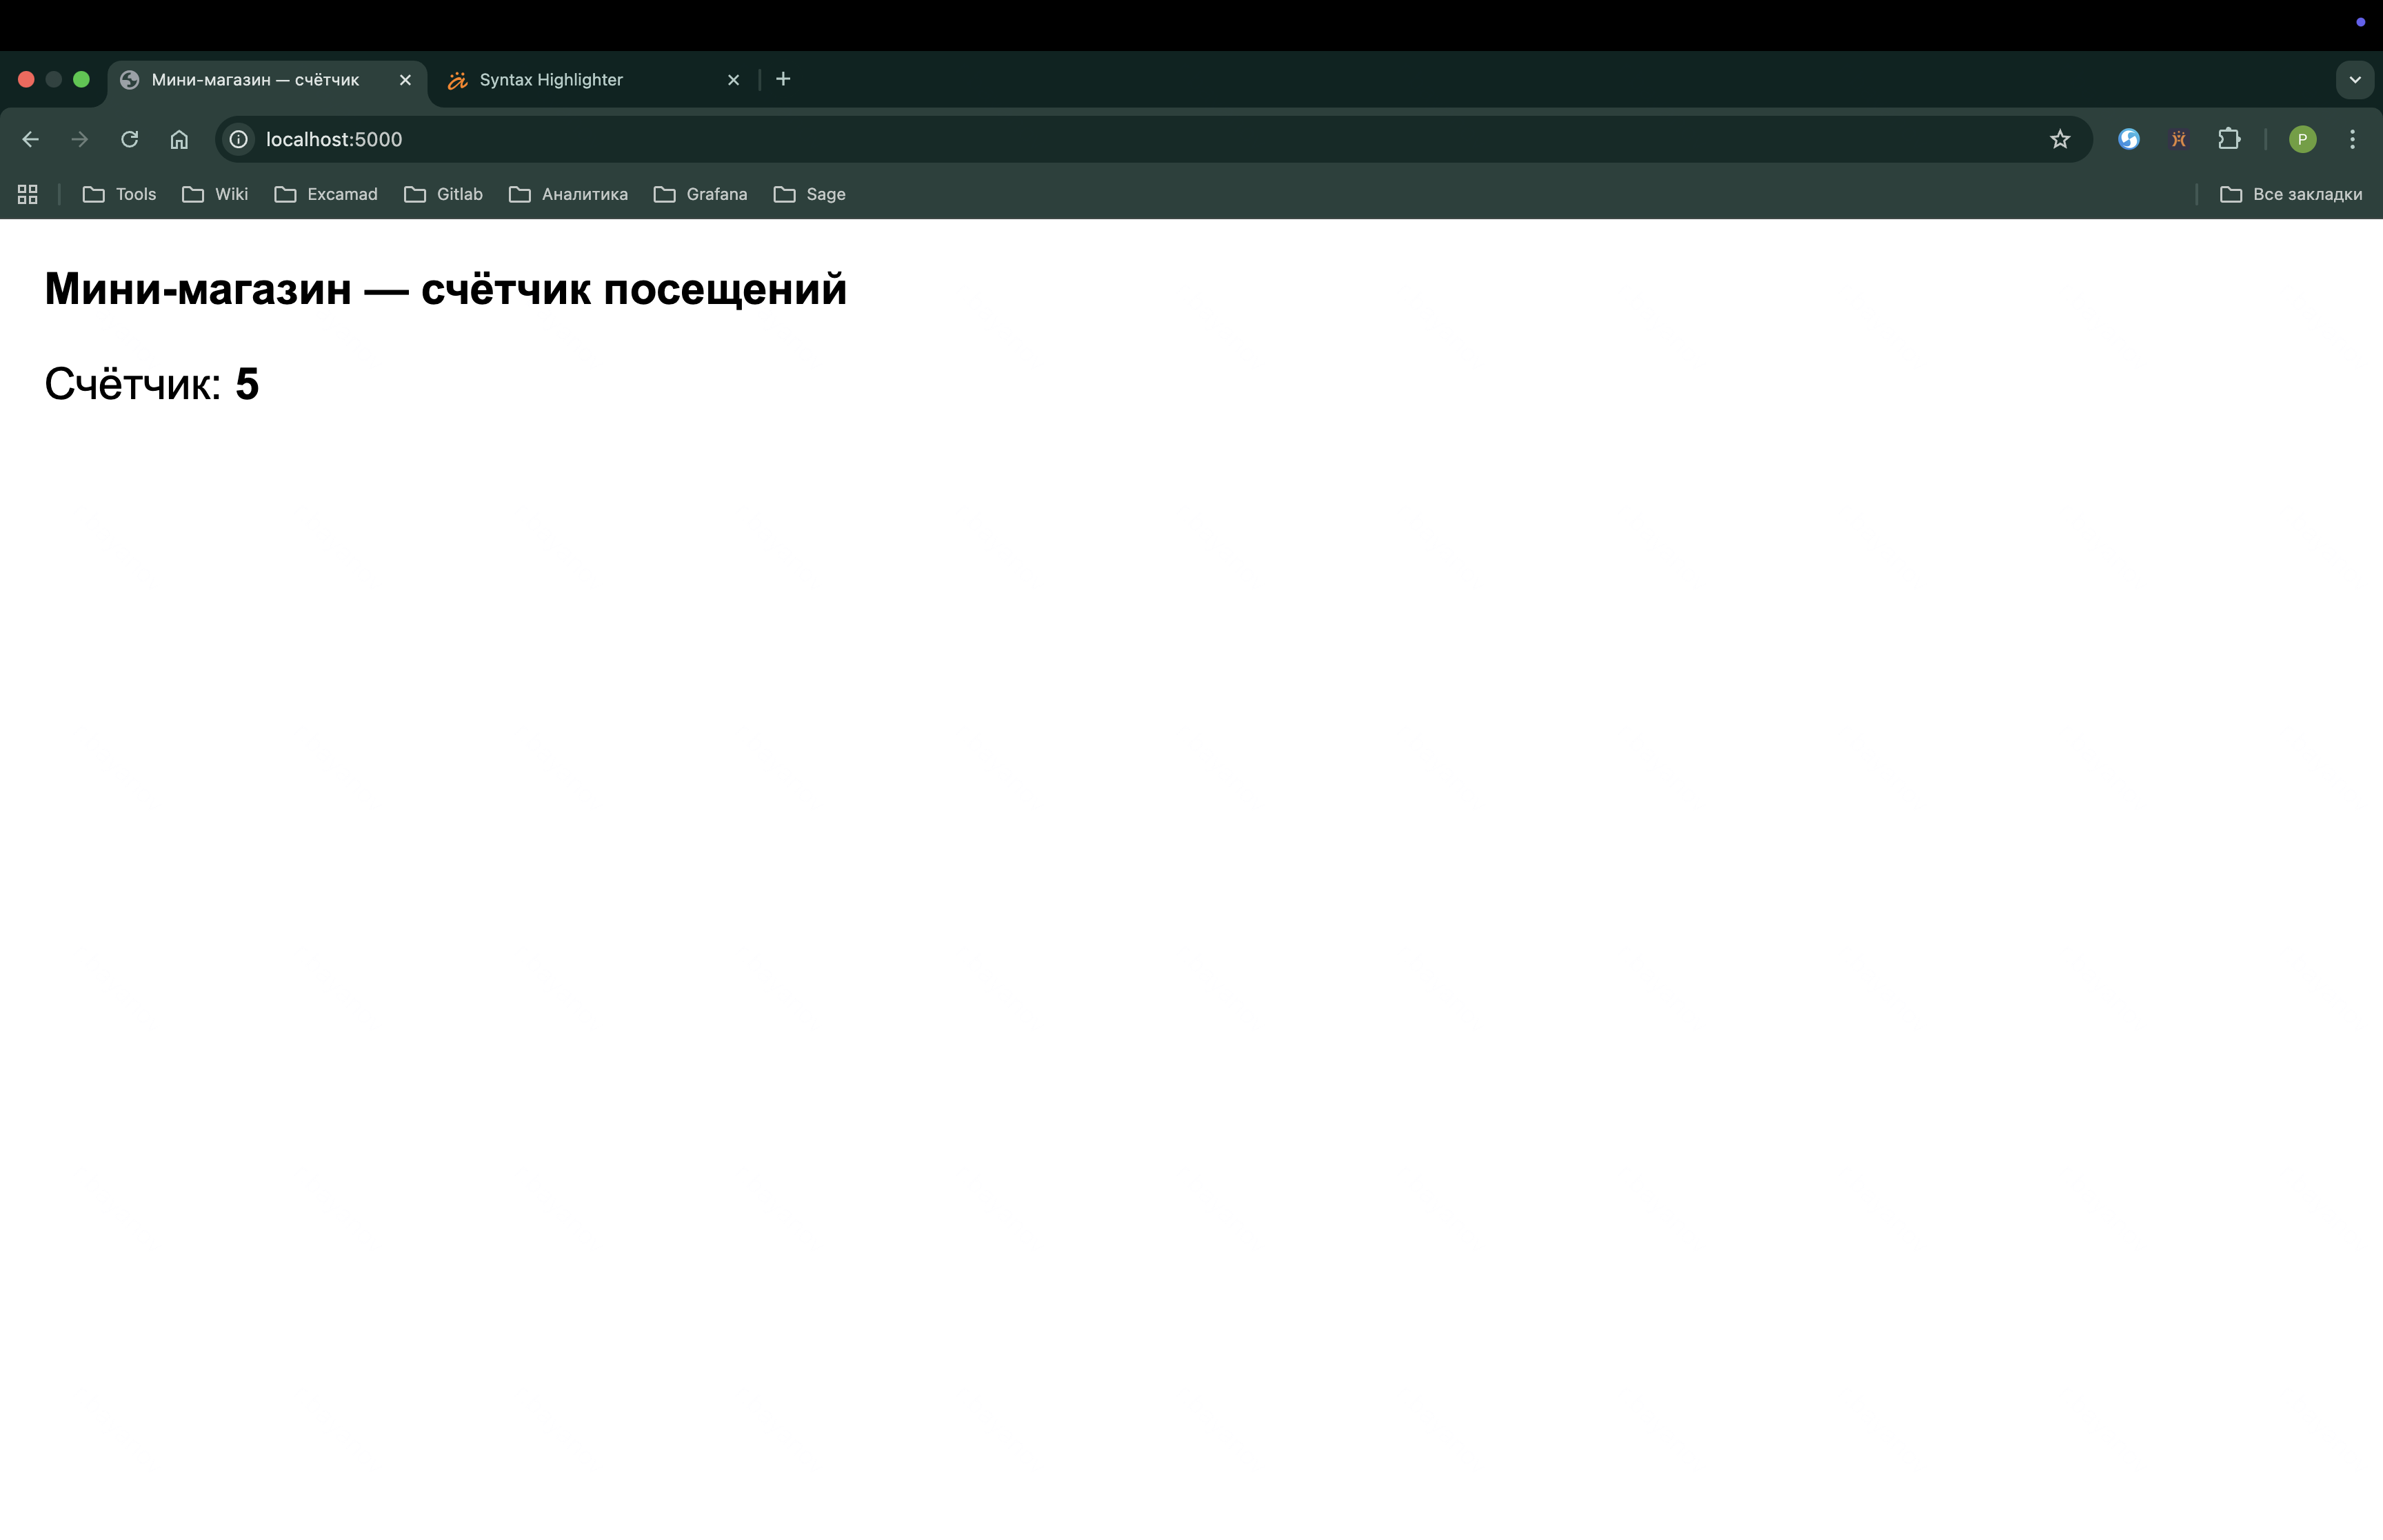 Мини-магазин — счётчик
Syntax Highlighter
localhost:5000
P
Tools
Wiki
Excamad
Gitlab
Аналитика
Grafana
Sage
Все закладки
Мини-магазин — счётчик посещений
Счётчик: 5